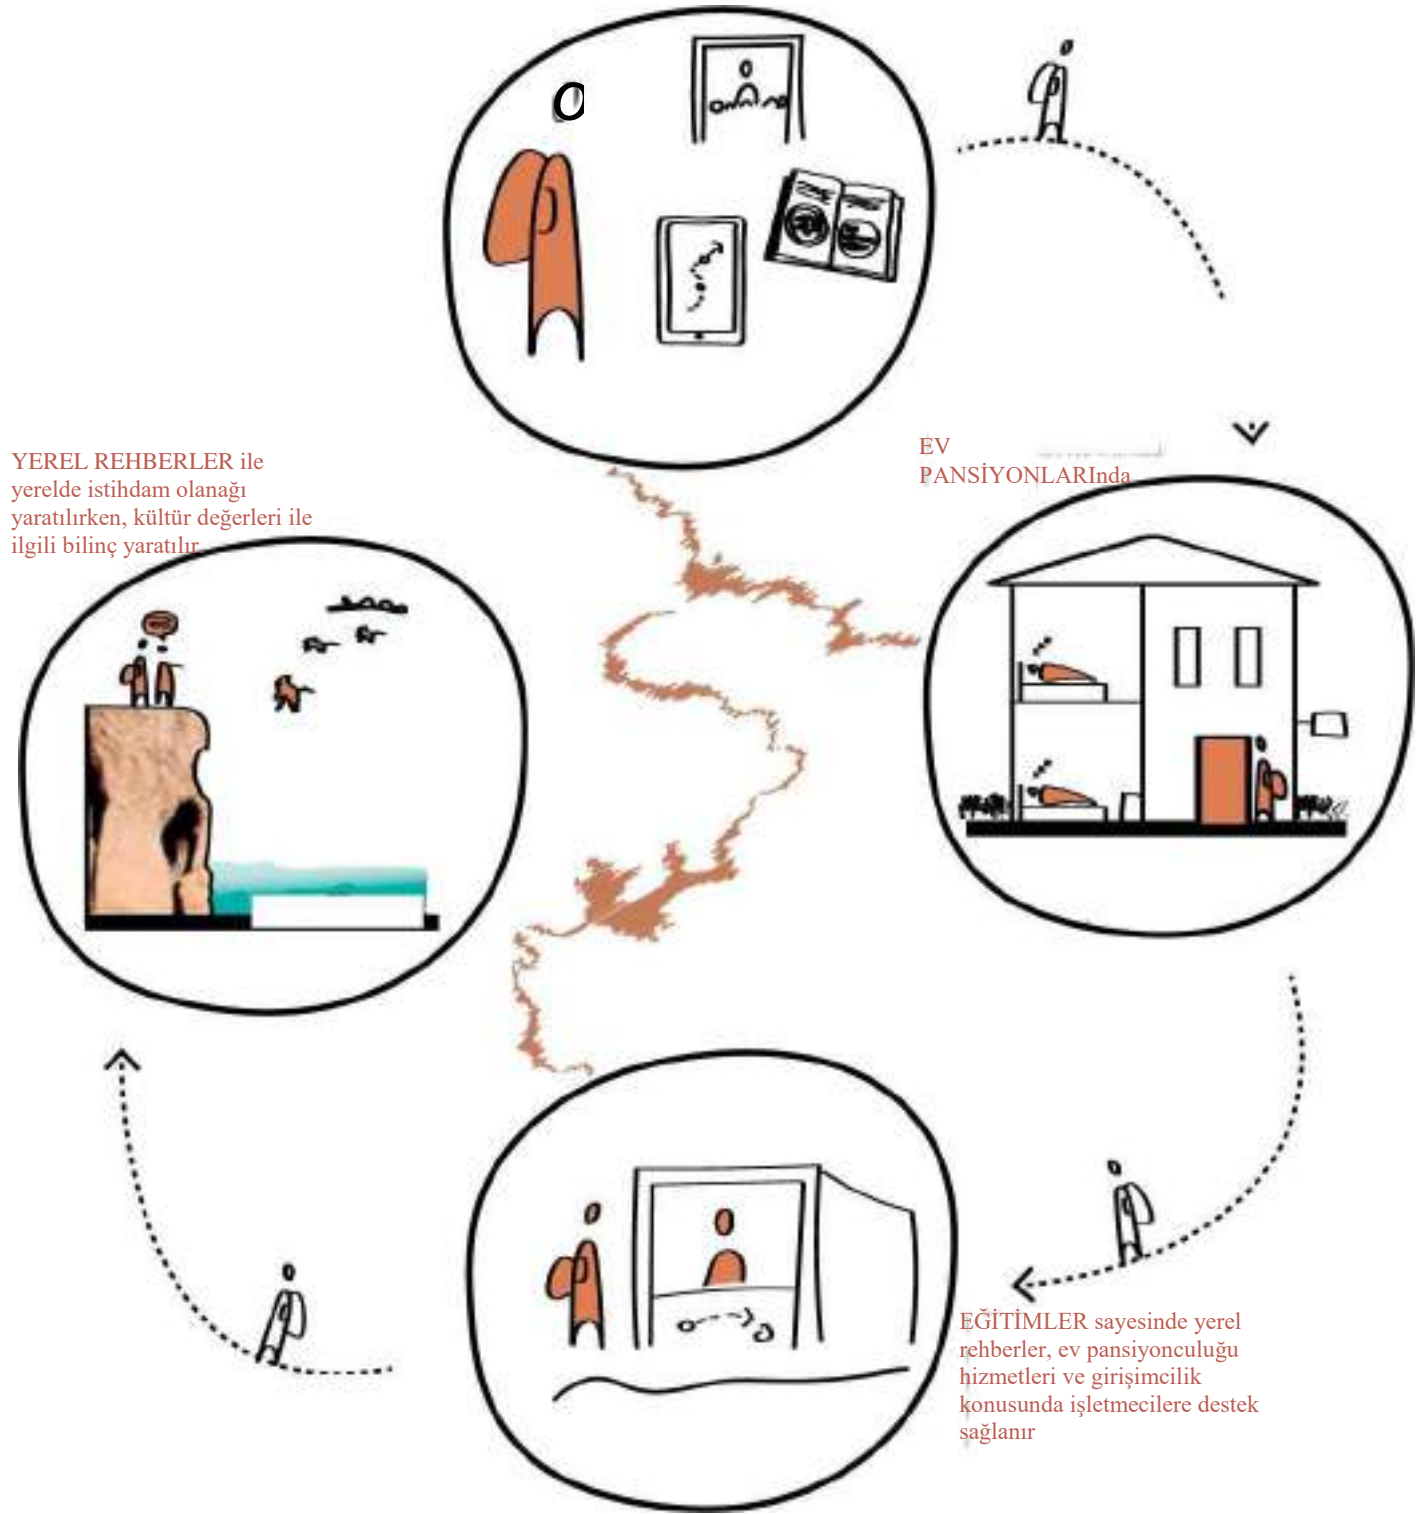 YEREL REHBERLER ile
yerelde istihdam olanağı
yaratılırken, kültür değerleri ile
ilgili bilinç yaratılır
EV
PANSİYONLARInda
EĞİTİMLER sayesinde yerel
rehberler, ev pansiyonculuğu
hizmetleri ve girişimcilik
konusunda işletmecilere destek
sağlanır